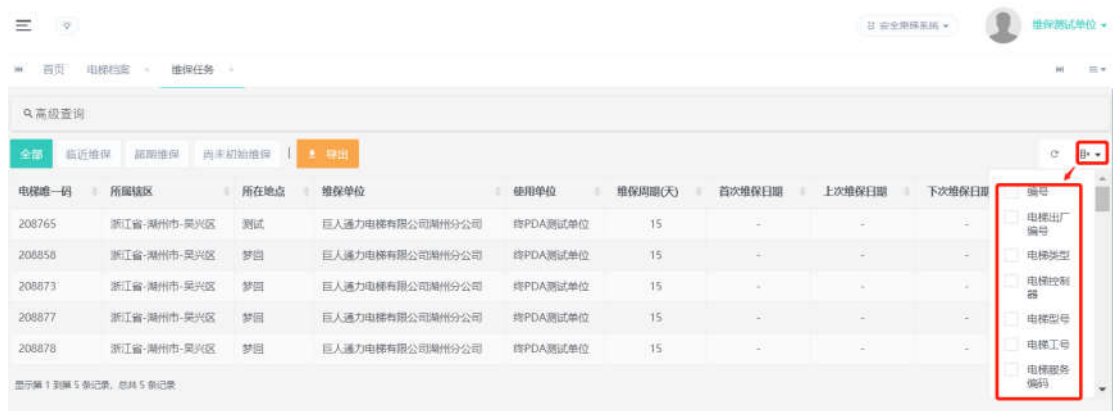 安全乘梯系统
维保测试单位
首页 电梯档案 维保任务
高级查询
全部 临近维保 超期维保 尚未初始维保 导出
电梯唯一码 所属辖区 所在地点 维保单位 使用单位 维保周期(天) 首次维保日期 上次维保日期 下次维保日期
208765 浙江省-湖州市-吴兴区 测试 巨人通力电梯有限公司湖州分公司 终PDA测试单位 15 - - -
208858 浙江省-湖州市-吴兴区 梦回 巨人通力电梯有限公司湖州分公司 终PDA测试单位 15 - - -
208873 浙江省-湖州市-吴兴区 梦回 巨人通力电梯有限公司湖州分公司 终PDA测试单位 15 - - -
208877 浙江省-湖州市-吴兴区 梦回 巨人通力电梯有限公司湖州分公司 终PDA测试单位 15 - - -
208878 浙江省-湖州市-吴兴区 梦回 巨人通力电梯有限公司湖州分公司 终PDA测试单位 15 - - -
显示第 1 到第 5 条记录，总共 5 条记录
编号
电梯出厂
编号
电梯类型
电梯控制
器
电梯型号
电梯工号
电梯服务
编码